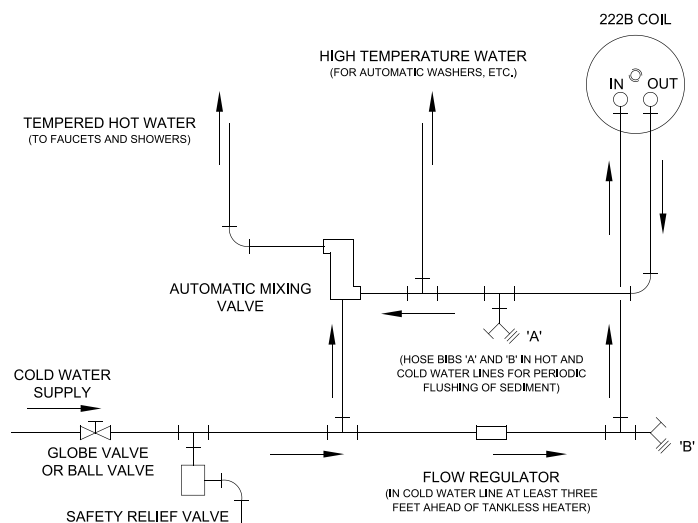 222B COIL
IN OUT
HIGH TEMPERATURE WATER
(FOR AUTOMATIC WASHERS, ETC.)
TEMPERED HOT WATER
(TO FAUCETS AND SHOWERS)
AUTOMATIC MIXING
VALVE
'A'
(HOSE BIBS 'A' AND 'B' IN HOT AND
COLD WATER LINES FOR PERIODIC
FLUSHING OF SEDIMENT)
COLD WATER
SUPPLY
GLOBE VALVE
OR BALL VALVE
'B'
FLOW REGULATOR
(IN COLD WATER LINE AT LEAST THREE
FEET AHEAD OF TANKLESS HEATER)
SAFETY RELIEF VALVE